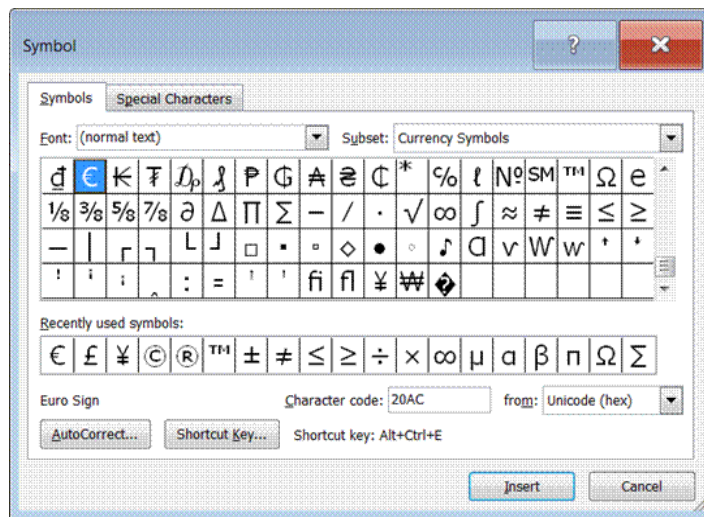 Symbol
?
Symbols Special Characters
Font: (normal text) Subset: Currency Symbols
₫ € ₭ ₮ ₯ ₰ ₱ ₲ ₳ ₴ ₵ * ℅ ℓ № ℠ ™ Ω ℮
⅛ ⅜ ⅝ ⅞ ∂ ∆ ∏ ∑ − ∕ ∙ √ ∞ ∫ ≈ ≠ ≡ ≤ ≥
─ │ ┌ ┐ └ ┘ □ ▪ ▫ ◊ ● ◦ ♪
fi fl ¥ ₩ �
Recently used symbols:
€ £ ¥ © ® ™ ± ≠ ≤ ≥ ÷ × ∞ µ α β π Ω Σ
Euro Sign Character code: 20AC from: Unicode (hex)
AutoCorrect... Shortcut Key... Shortcut key: Alt+Ctrl+E
Insert Cancel